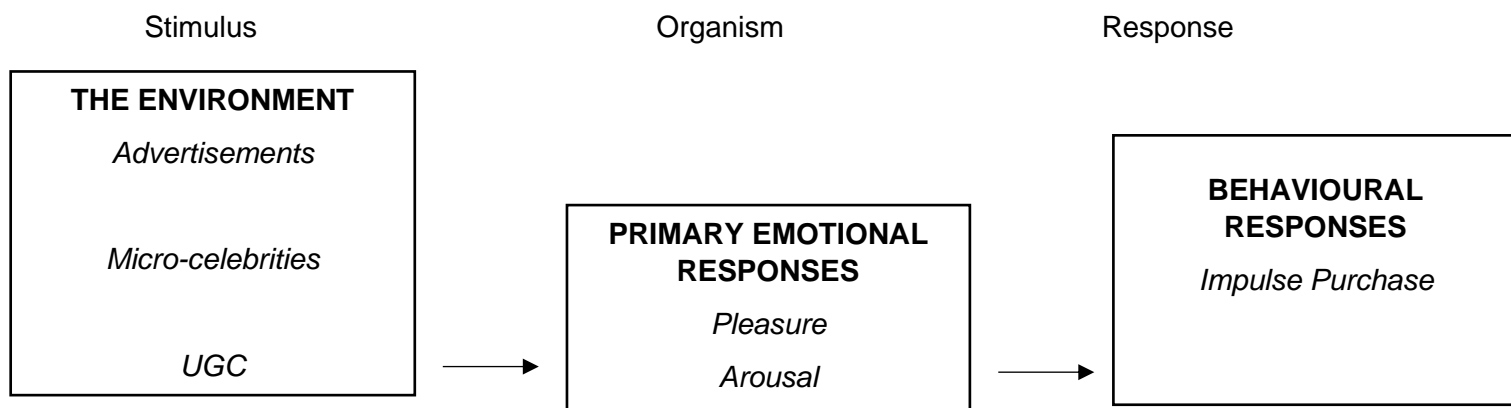 Stimulus
Organism
Response
THE ENVIRONMENT
Advertisements
Micro-celebrities
UGC
PRIMARY EMOTIONAL
RESPONSES
Pleasure
Arousal
BEHAVIOURAL
RESPONSES
Impulse Purchase